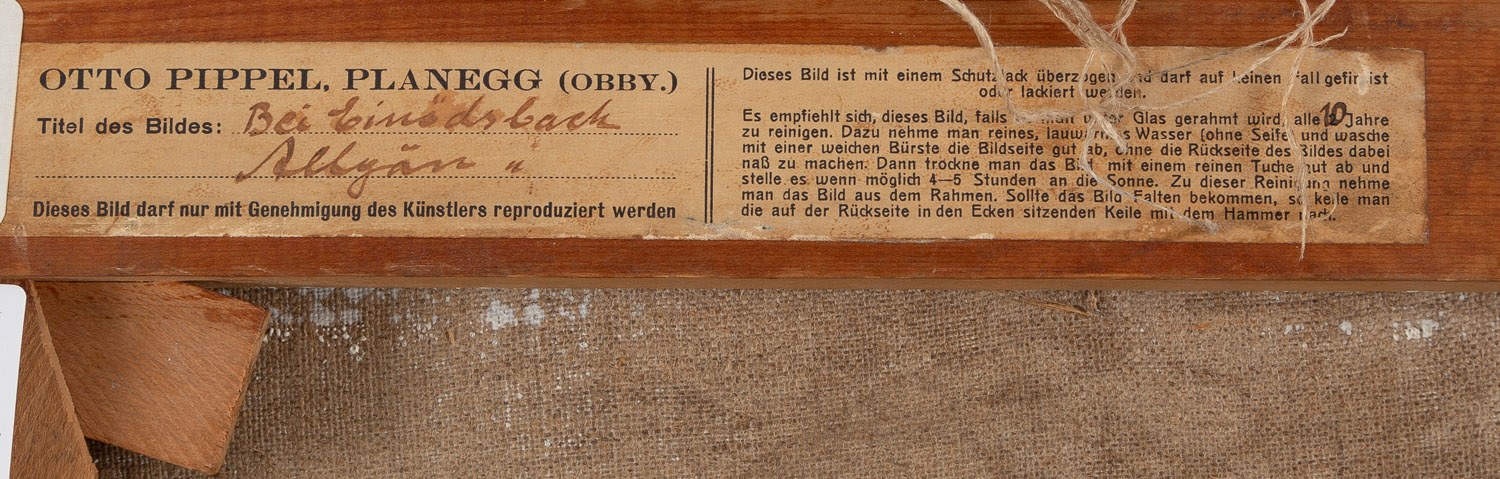 OTTO PIPPEL, PLANEGG (OBBY.)
Titel des Bildes: Bei Einödsbach
Allgäu "
Dieses Bild darf nur mit Genehmigung des Künstlers reproduziert werden
Dieses Bild ist mit einem Schutzlack überzogen und darf auf keinen Fall gefirnist
oder lackiert werden.
Es empfiehlt sich, dieses Bild, falls es man unter Glas gerahmt wird, alle 10 Jahre
zu reinigen. Dazu nehme man reines, lauwarmes Wasser (ohne Seife) und wasche
mit einer weichen Bürste die Bildseite gut ab, ohne die Rückseite des Bildes dabei
naß zu machen. Dann trockne man das Bild mit einem reinen Tuche gut ab und
stelle es wenn möglich 4—5 Stunden an die Sonne. Zu dieser Reinigung nehme
man das Bild aus dem Rahmen. Sollte das Bild Falten bekommen, so keile man
die auf der Rückseite in den Ecken sitzenden Keile mit dem Hammer nach.